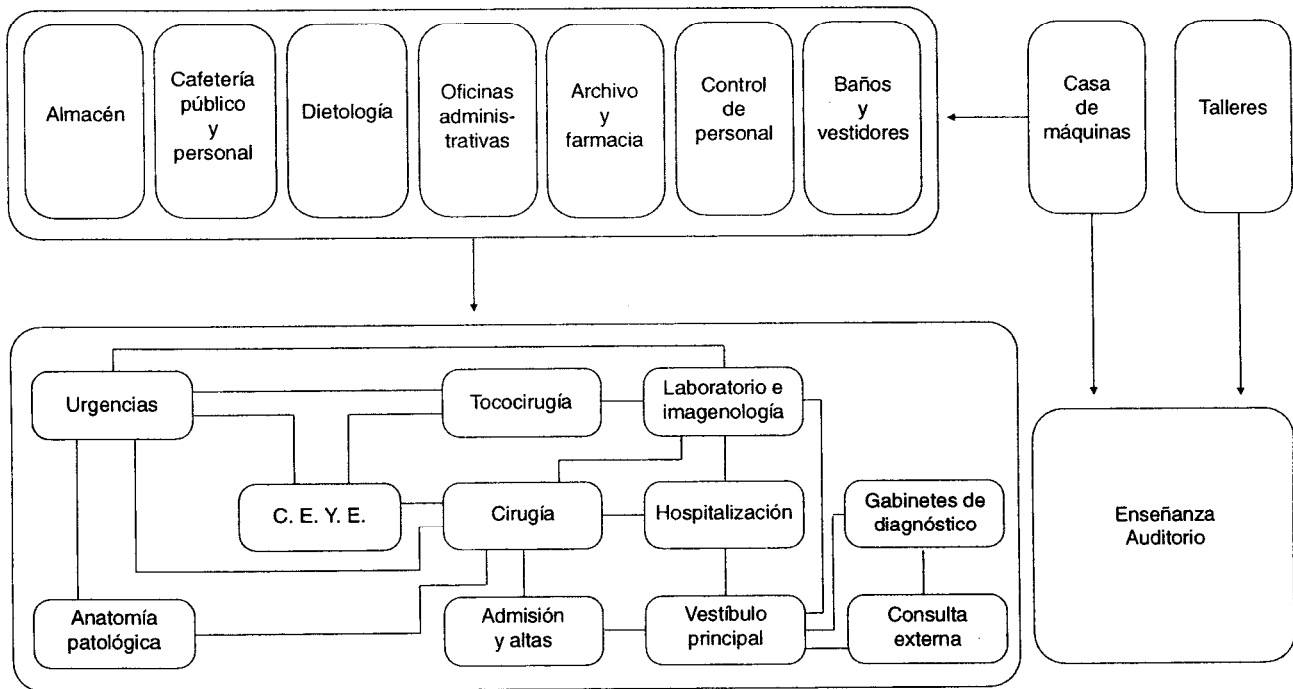 Almacén
Cafetería
público
y
personal
Dietología
Oficinas
adminis-
trativas
Archivo
y
farmacia
Control
de
personal
Baños
y
vestidores
Casa
de
máquinas
Talleres
Urgencias
Tococirugía
Laboratorio e
imagenología
C. E. Y. E.
Cirugía
Hospitalización
Gabinetes de
diagnóstico
Enseñanza
Auditorio
Anatomía
patológica
Admisión
y altas
Vestíbulo
principal
Consulta
externa